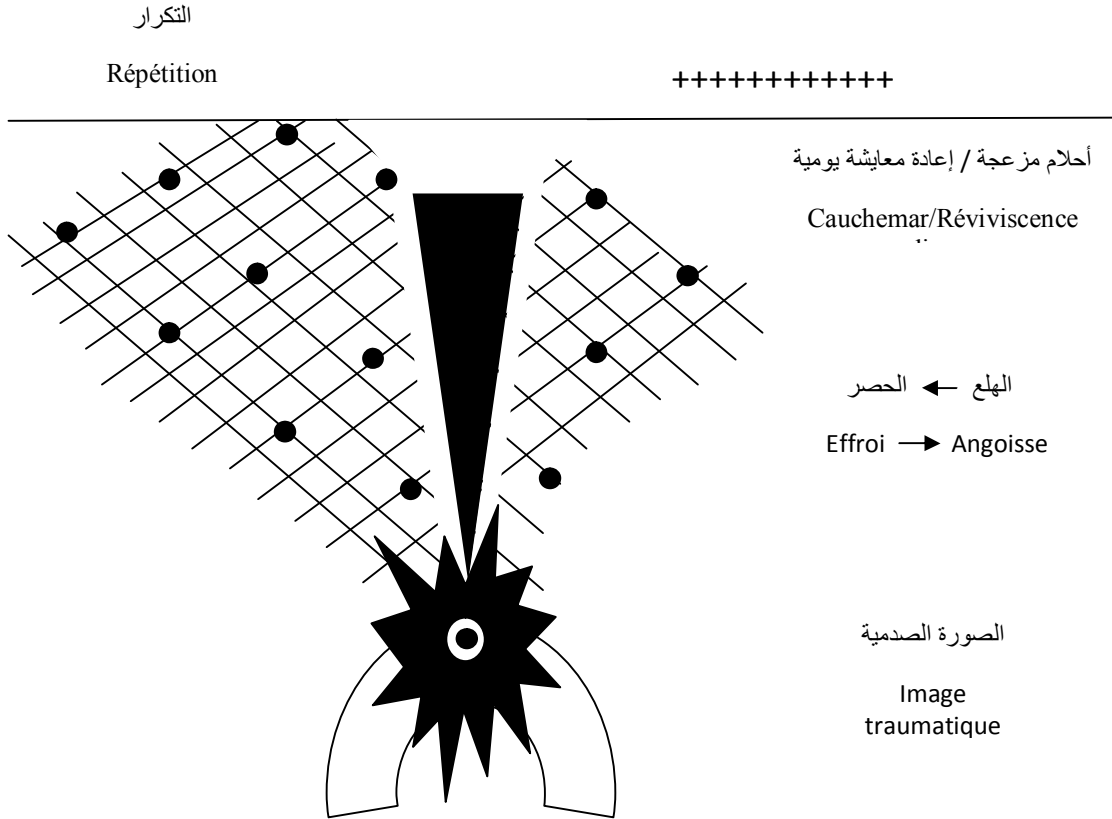 التكرار
Répétition
++++++++++++
أحلام مزعجة / إعادة معايشة يومية
Cauchemar/Réviviscence
الهلع ← الحصر
Effroi → Angoisse
الصورة الصدمية
Image
traumatique